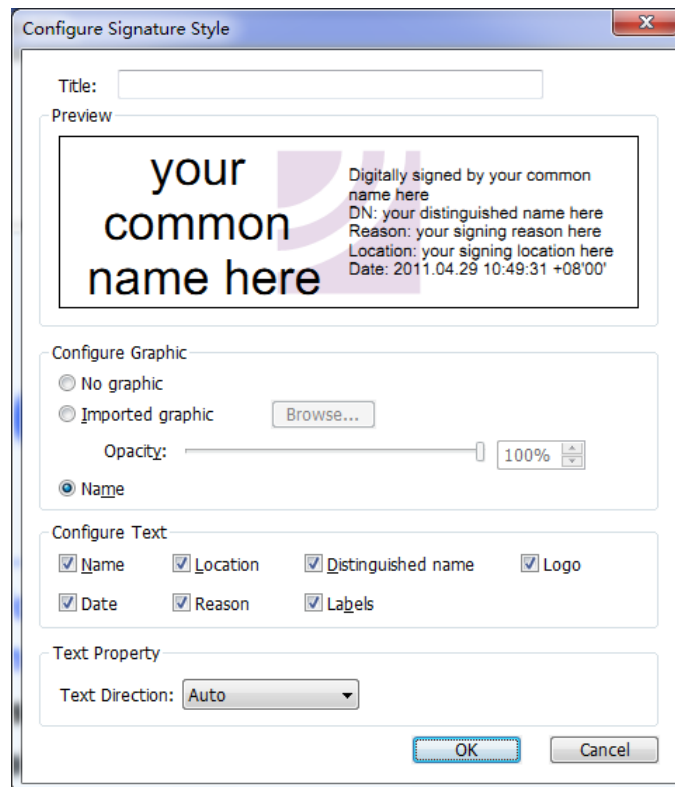 Configure Signature Style
Title:
Preview
your
common
name here
Digitally signed by your common
name here
DN: your distinguished name here
Reason: your signing reason here
Location: your signing location here
Date: 2011.04.29 10:49:31 +08'00'
Configure Graphic
No graphic
Imported graphic Browse...
Opacity: 100%
Name
Configure Text
Name Location Distinguished name Logo
Date Reason Labels
Text Property
Text Direction: Auto
OK Cancel